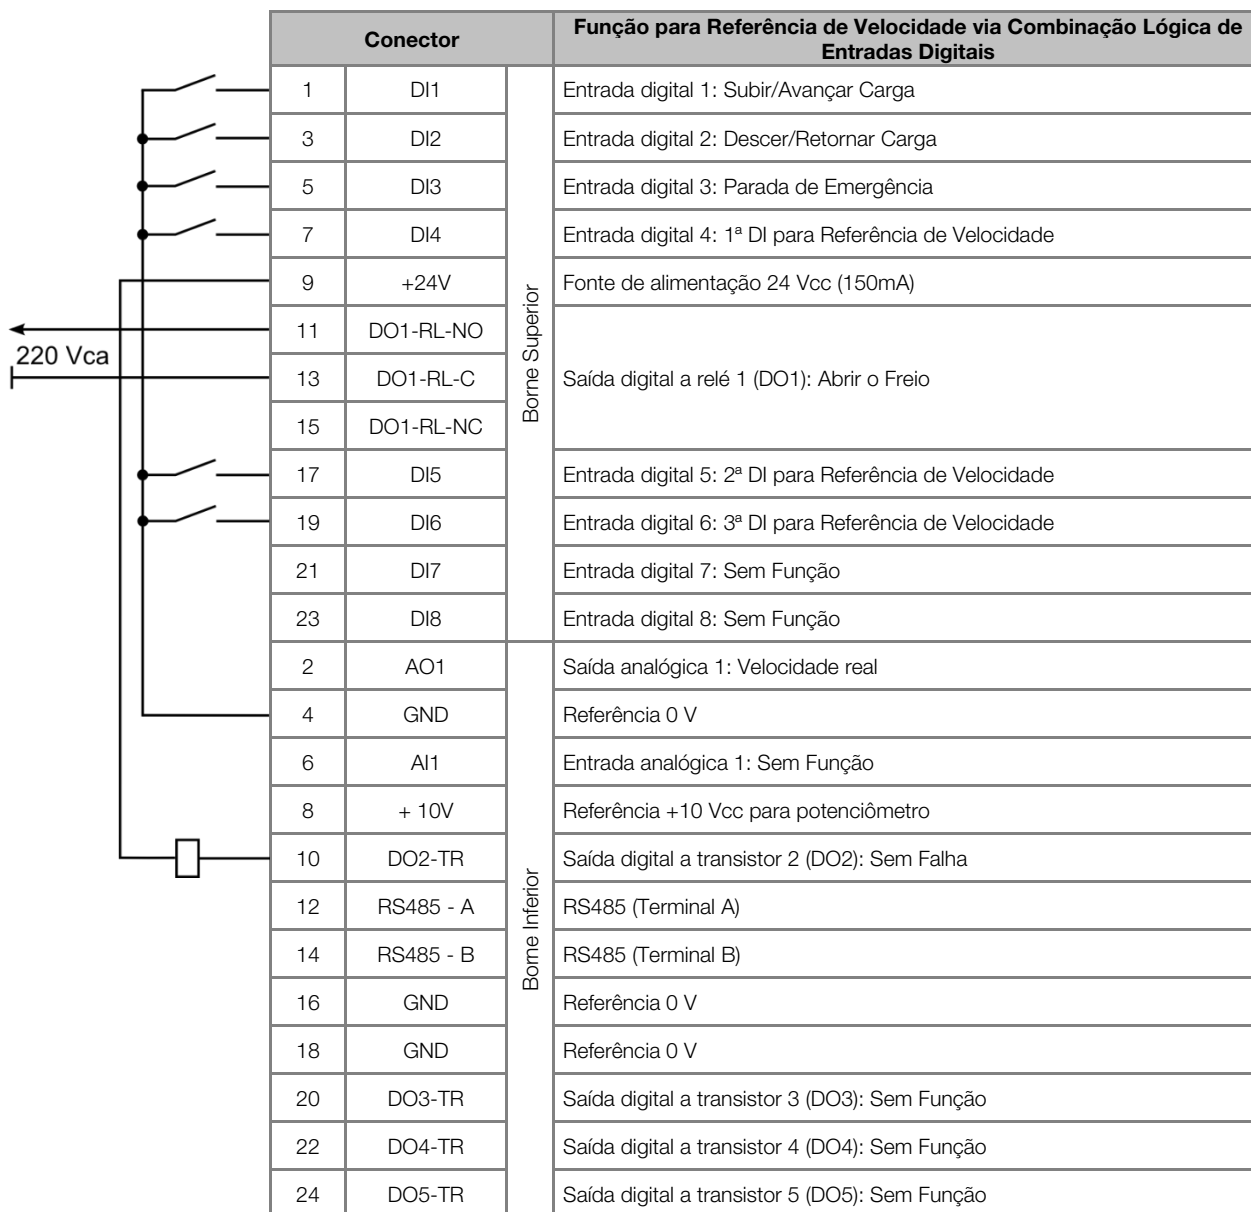 Conector
Função para Referência de Velocidade via Combinação Lógica de
Entradas Digitais
1 DI1 Entrada digital 1: Subir/Avançar Carga
3 DI2 Entrada digital 2: Descer/Retornar Carga
5 DI3 Entrada digital 3: Parada de Emergência
7 DI4 Entrada digital 4: 1ª DI para Referência de Velocidade
9 +24V Fonte de alimentação 24 Vcc (150mA)
11 DO1-RL-NO
220 Vca
13 DO1-RL-C Saída digital a relé 1 (DO1): Abrir o Freio
15 DO1-RL-NC
Borne Superior
17 DI5 Entrada digital 5: 2ª DI para Referência de Velocidade
19 DI6 Entrada digital 6: 3ª DI para Referência de Velocidade
21 DI7 Entrada digital 7: Sem Função
23 DI8 Entrada digital 8: Sem Função
2 AO1 Saída analógica 1: Velocidade real
4 GND Referência 0 V
6 AI1 Entrada analógica 1: Sem Função
8 + 10V Referência +10 Vcc para potenciômetro
10 DO2-TR Saída digital a transistor 2 (DO2): Sem Falha
12 RS485 - A RS485 (Terminal A)
Borne Inferior
14 RS485 - B RS485 (Terminal B)
16 GND Referência 0 V
18 GND Referência 0 V
20 DO3-TR Saída digital a transistor 3 (DO3): Sem Função
22 DO4-TR Saída digital a transistor 4 (DO4): Sem Função
24 DO5-TR Saída digital a transistor 5 (DO5): Sem Função